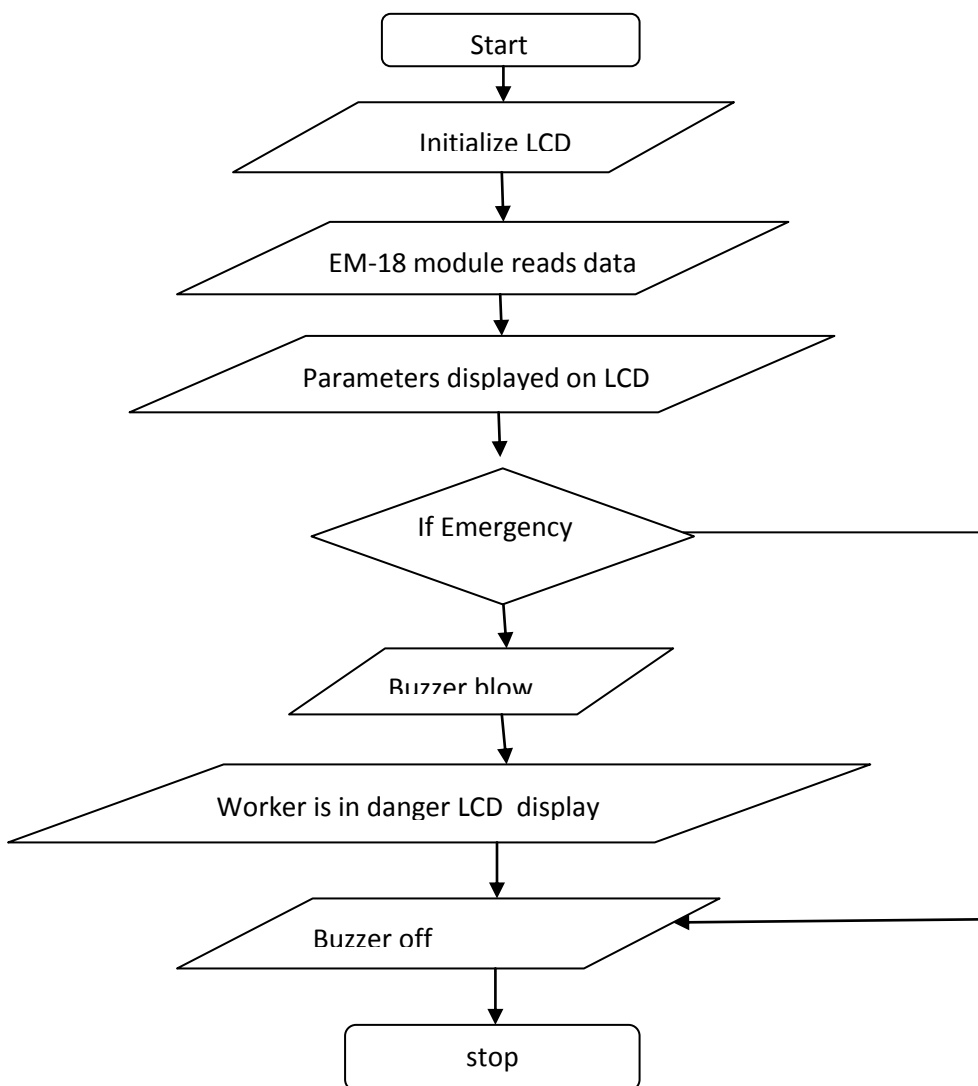 Start
Initialize LCD
EM-18 module reads data
Parameters displayed on LCD
If Emergency
Buzzer blow
Worker is in danger LCD display
Buzzer off
stop